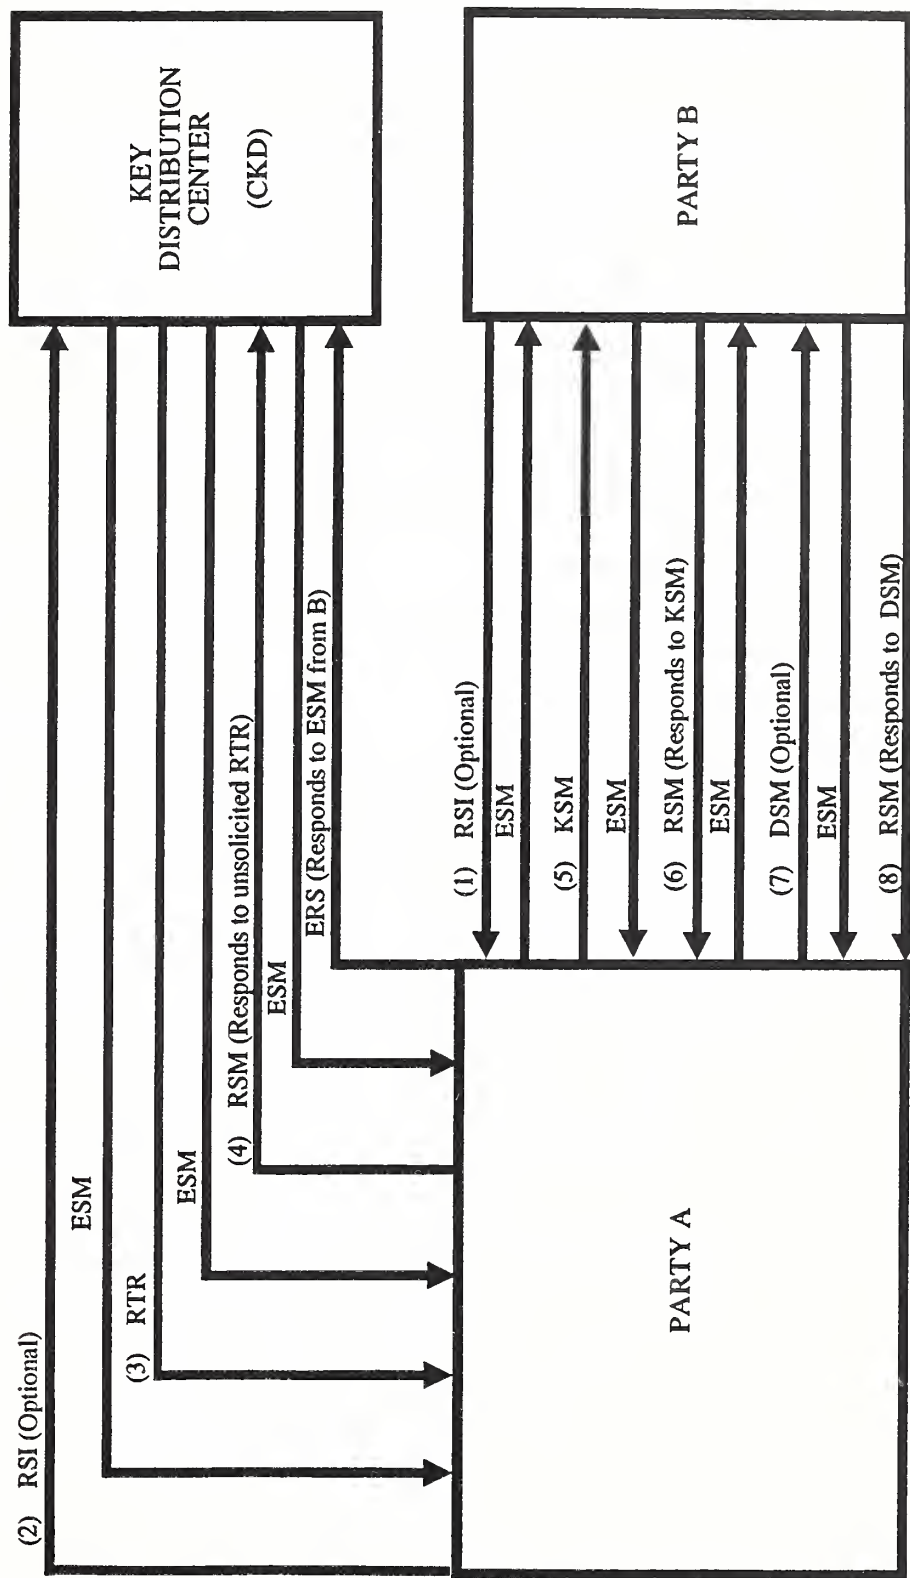 (2) RSI (Optional)
ESM
(3) RTR
ESM
(4) RSM (Responds to unsolicited RTR)
ESM
ERS (Responds to ESM from B)
KEY
DISTRIBUTION
CENTER
(CKD)
PARTY A
(1) RSI (Optional)
ESM
(5) KSM
ESM
(6) RSM (Responds to KSM)
ESM
(7) DSM (Optional)
ESM
(8) RSM (Responds to DSM)
PARTY B